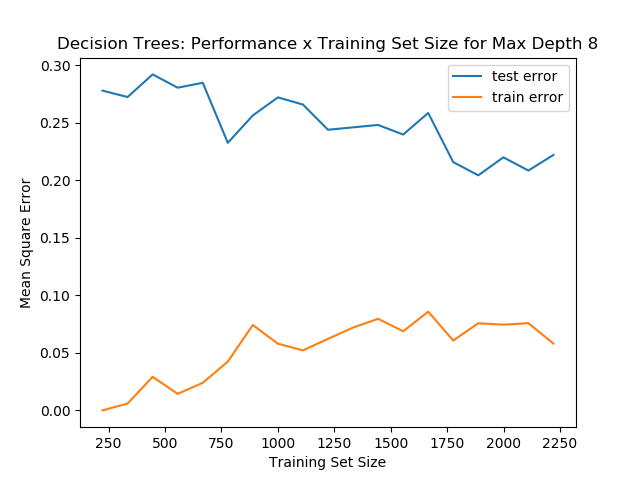 Decision Trees: Performance x Training Set Size for Max Depth 8
test error
train error
Mean Square Error
0.30
0.25
0.20
0.15
0.10
0.05
0.00
250 500 750 1000 1250 1500 1750 2000 2250
Training Set Size